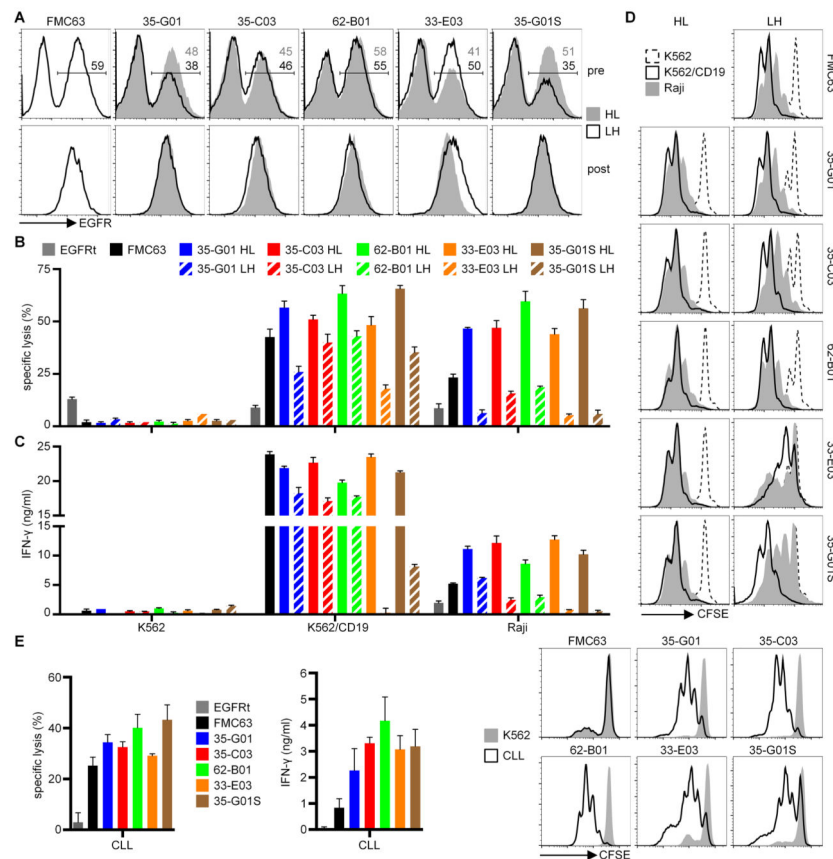 A
FMC63 35-G01 35-C03 62-B01 33-E03 35-G01S
59 48 38 45 46 58 55 41 50 51 35
pre
HL
LH
post
EGFR
B
EGFRt FMC63 35-G01 HL 35-C03 HL 62-B01 HL 33-E03 HL 35-G01S HL
35-G01 LH 35-C03 LH 62-B01 LH 33-E03 LH 35-G01S LH
specific lysis (%)
75
50
25
0
C
IFN-γ (ng/ml)
25
20
15
15
10
5
0
K562 K562/CD19 Raji
D
HL LH
K562
K562/CD19
Raji
FMC63
35-G01
35-C03
62-B01
33-E03
35-G01S
CFSE
E
specific lysis (%)
60
40
20
0
CLL
EGFRt
FMC63
35-G01
35-C03
62-B01
33-E03
35-G01S
IFN-γ (ng/ml)
6
5
4
3
2
1
0
CLL
K562
CLL
FMC63 35-G01 35-C03
62-B01 33-E03 35-G01S
CFSE